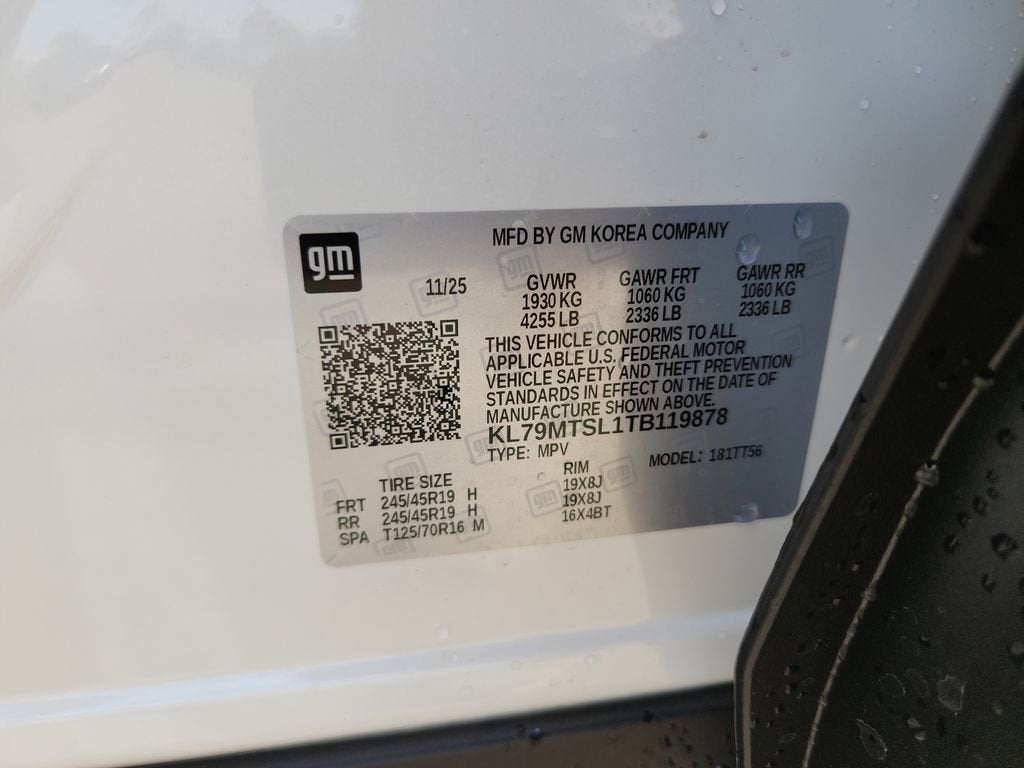 gm
MFD BY GM KOREA COMPANY
11/25
GVWR GAWR FRT GAWR RR
1930 KG 1060 KG 1060 KG
4255 LB 2336 LB 2336 LB
THIS VEHICLE CONFORMS TO ALL
APPLICABLE U.S. FEDERAL MOTOR
VEHICLE SAFETY AND THEFT PREVENTION
STANDARDS IN EFFECT ON THE DATE OF
MANUFACTURE SHOWN ABOVE.
KL79MTSL1TB119878
TYPE: MPV MODEL: 181TT56
TIRE SIZE RIM
FRT 245/45R19 H 19X8J
RR 245/45R19 H 19X8J
SPA T125/70R16 M 16X4BT